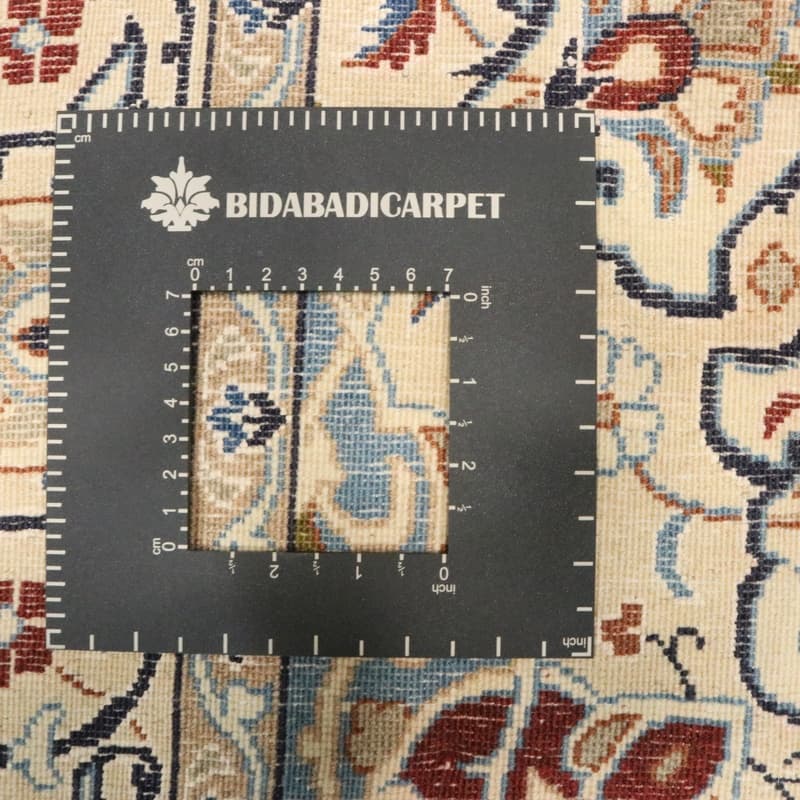 cm
BIDABADICARPET
cm
0 1 2 3 4 5 6 7
7 0 inch
6 ½
5 1
4 ½
3 2
2 ½
1
cm 0
½ 2 ½ 1 ½ 0
inch
inch